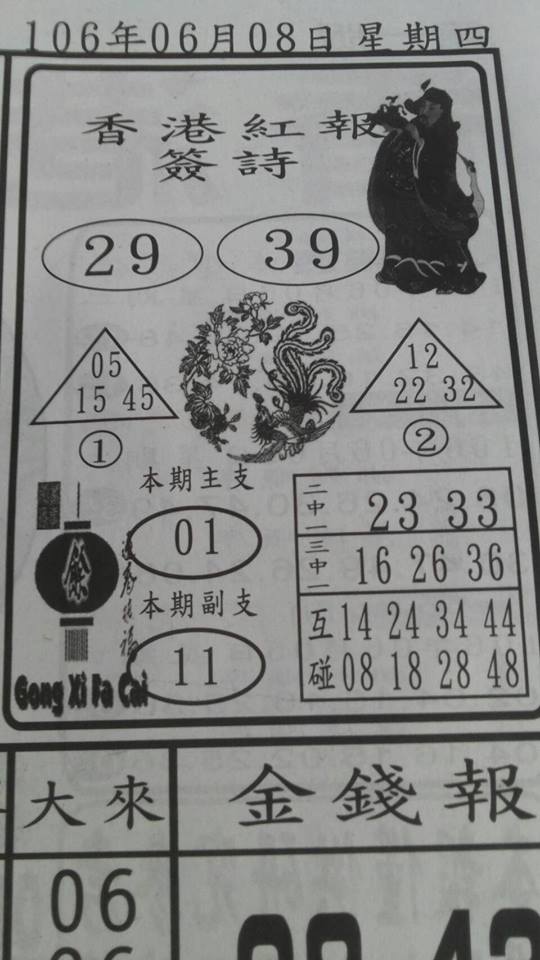 106年06月08日 星期四
香港紅報
簽詩
29 39
05
15 45
①
12
22 32
②
本期主支
01
本期副支
11
Gong Xi Fa Cai
二中一 23 33
三中一 16 26 36
互 14 24 34 44
碰 08 18 28 48
大來 金錢報
06